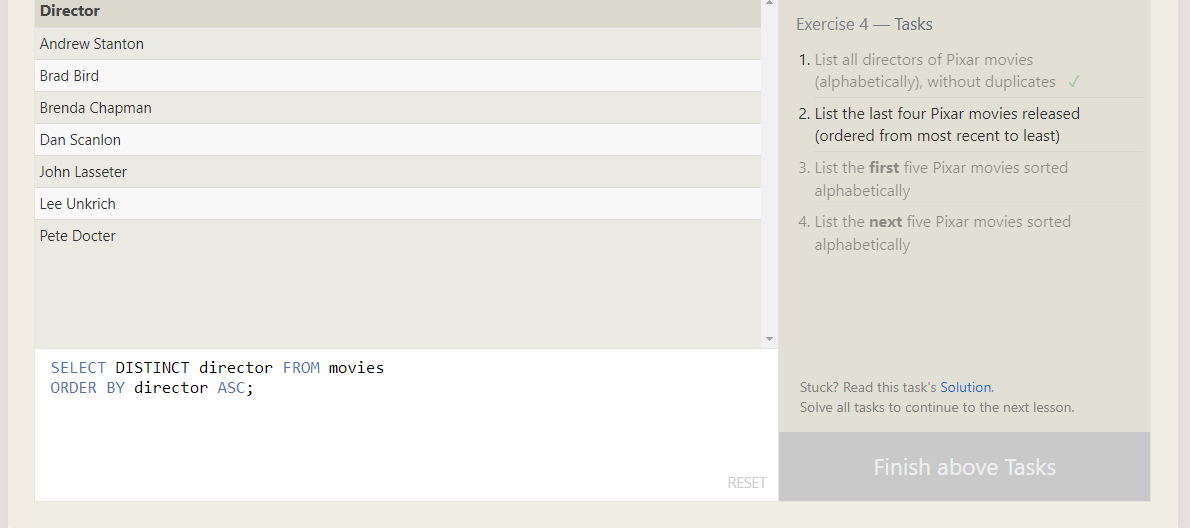 Director
Andrew Stanton
Brad Bird
Brenda Chapman
Dan Scanlon
John Lasseter
Lee Unkrich
Pete Docter
SELECT DISTINCT director FROM movies
ORDER BY director ASC;
RESET
Exercise 4 — Tasks
1. List all directors of Pixar movies
(alphabetically), without duplicates ✓
2. List the last four Pixar movies released
(ordered from most recent to least)
3. List the first five Pixar movies sorted
alphabetically
4. List the next five Pixar movies sorted
alphabetically
Stuck? Read this task's Solution.
Solve all tasks to continue to the next lesson.
Finish above Tasks